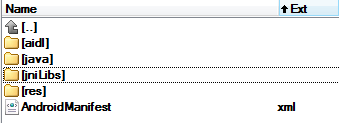 Name Ext
[..]
[aidl]
[java]
[jniLibs]
[res]
AndroidManifest xml